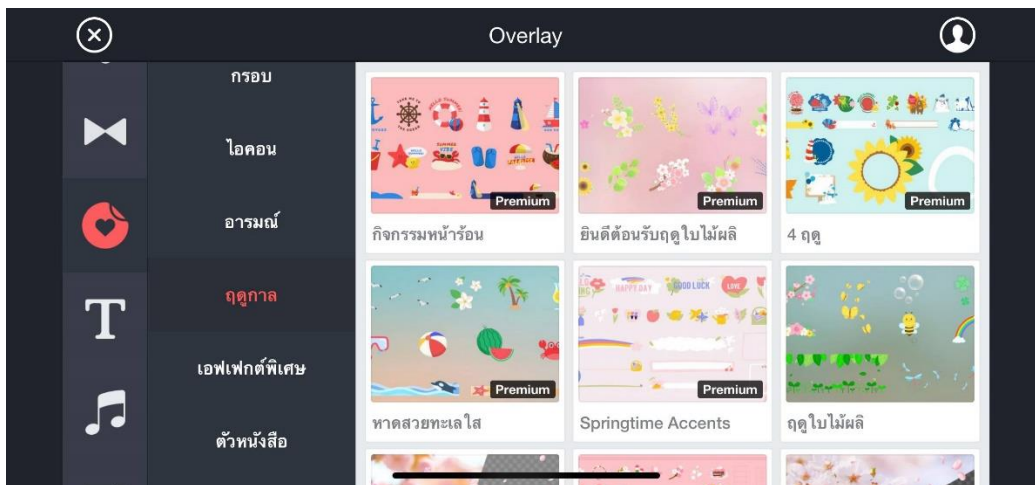 Overlay
กรอบ
ไอคอน
อารมณ์
ฤดูกาล
เอฟเฟกต์พิเศษ
ตัวหนังสือ
T
Premium
กิจกรรมหน้าร้อน
Premium
ยินดีต้อนรับฤดูใบไม้ผลิ
Premium
4 ฤดู
Premium
หาดสวยทะเลใส
HAPPY DAY
GOOD LUCK
LOVE
Premium
Springtime Accents
ฤดูใบไม้ผลิ